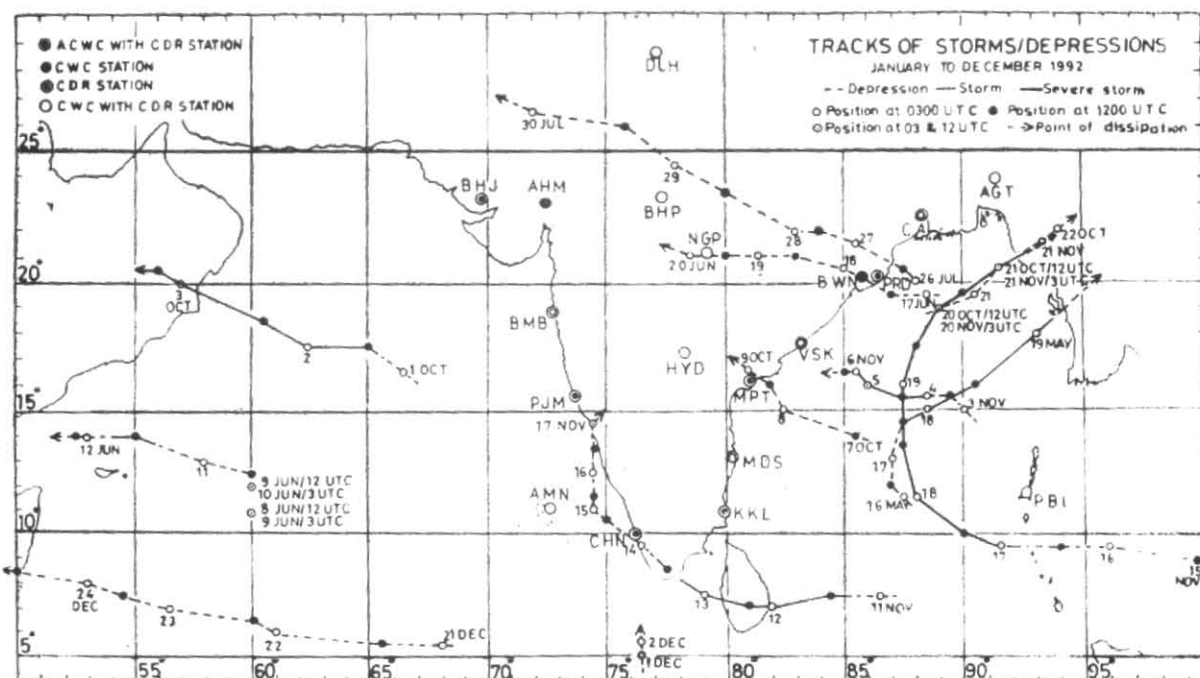 ACWC WITH CDR STATION
CWC STATION
CDR STATION
CWC WITH CDR STATION
TRACKS OF STORMS/DEPRESSIONS
JANUARY TO DECEMBER 1992
Depression Storm Severe storm
Position at 0300 UTC Position at 1200 UTC
Position at 03 & 12 UTC Point of dissipation
DLH
30 JUL
25°
29
BHJ
AHM
BHP
AGT
CAL
28
27
22 OCT
21 NOV
NGP
20 JUN
19
18
26 JUL
21 OCT/12 UTC
21 NOV/3 UTC
20°
BWN
PRD
17 JUN
21
3
OCT
20 OCT/12 UTC
20 NOV/3 UTC
BMB
19 MAY
2
1 OCT
HYD
VSK
9 OCT
6 NOV
5
19
4
3 NOV
MPT
15°
PJM
8
18
17 NOV
7 OCT
12 JUN
11
16
MDS
17
9 JUN/12 UTC
10 JUN/3 UTC
8 JUN/12 UTC
9 JUN/3 UTC
AMN
15
16 MAY
18
PBL
KKL
10°
CHN
14
17
16
15
NOV
24
DEC
23
13
12
11 NOV
22
21 DEC
2 DEC
1 DEC
5°
55° 60° 65° 70° 75° 80° 85° 90° 95°